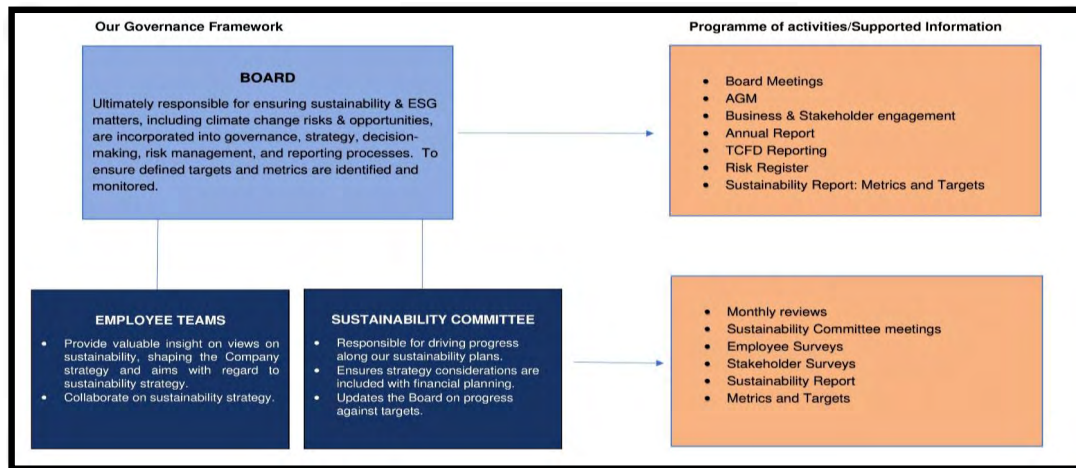 Our Governance Framework
Programme of activities/Supported Information
BOARD
Ultimately responsible for ensuring sustainability & ESG
matters, including climate change risks & opportunities,
are incorporated into governance, strategy, decision-
making, risk management, and reporting processes. To
ensure defined targets and metrics are identified and
monitored.
• Board Meetings
• AGM
• Business & Stakeholder engagement
• Annual Report
• TCFD Reporting
• Risk Register
• Sustainability Report: Metrics and Targets
EMPLOYEE TEAMS
• Provide valuable insight on views on
sustainability, shaping the Company
strategy and aims with regard to
sustainability strategy.
• Collaborate on sustainability strategy.
SUSTAINABILITY COMMITTEE
• Responsible for driving progress
along our sustainability plans.
• Ensures strategy considerations are
included with financial planning.
• Updates the Board on progress
against targets.
• Monthly reviews
• Sustainability Committee meetings
• Employee Surveys
• Stakeholder Surveys
• Sustainability Report
• Metrics and Targets